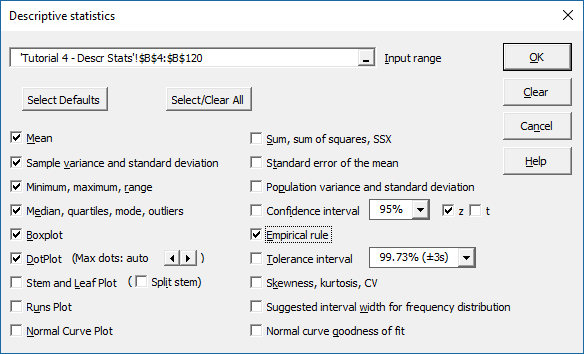 Descriptive statistics
'Tutorial 4 - Descr Stats'!$B$4:$B$120
Input range
OK
Select Defaults
Select/Clear All
Clear
Cancel
Help
Mean
Sample variance and standard deviation
Minimum, maximum, range
Median, quartiles, mode, outliers
Boxplot
DotPlot (Max dots: auto )
Stem and Leaf Plot ( Split stem)
Runs Plot
Normal Curve Plot
Sum, sum of squares, SSX
Standard error of the mean
Population variance and standard deviation
Confidence interval 95% z t
Empirical rule
Tolerance interval 99.73% (±3s)
Skewness, kurtosis, CV
Suggested interval width for frequency distribution
Normal curve goodness of fit